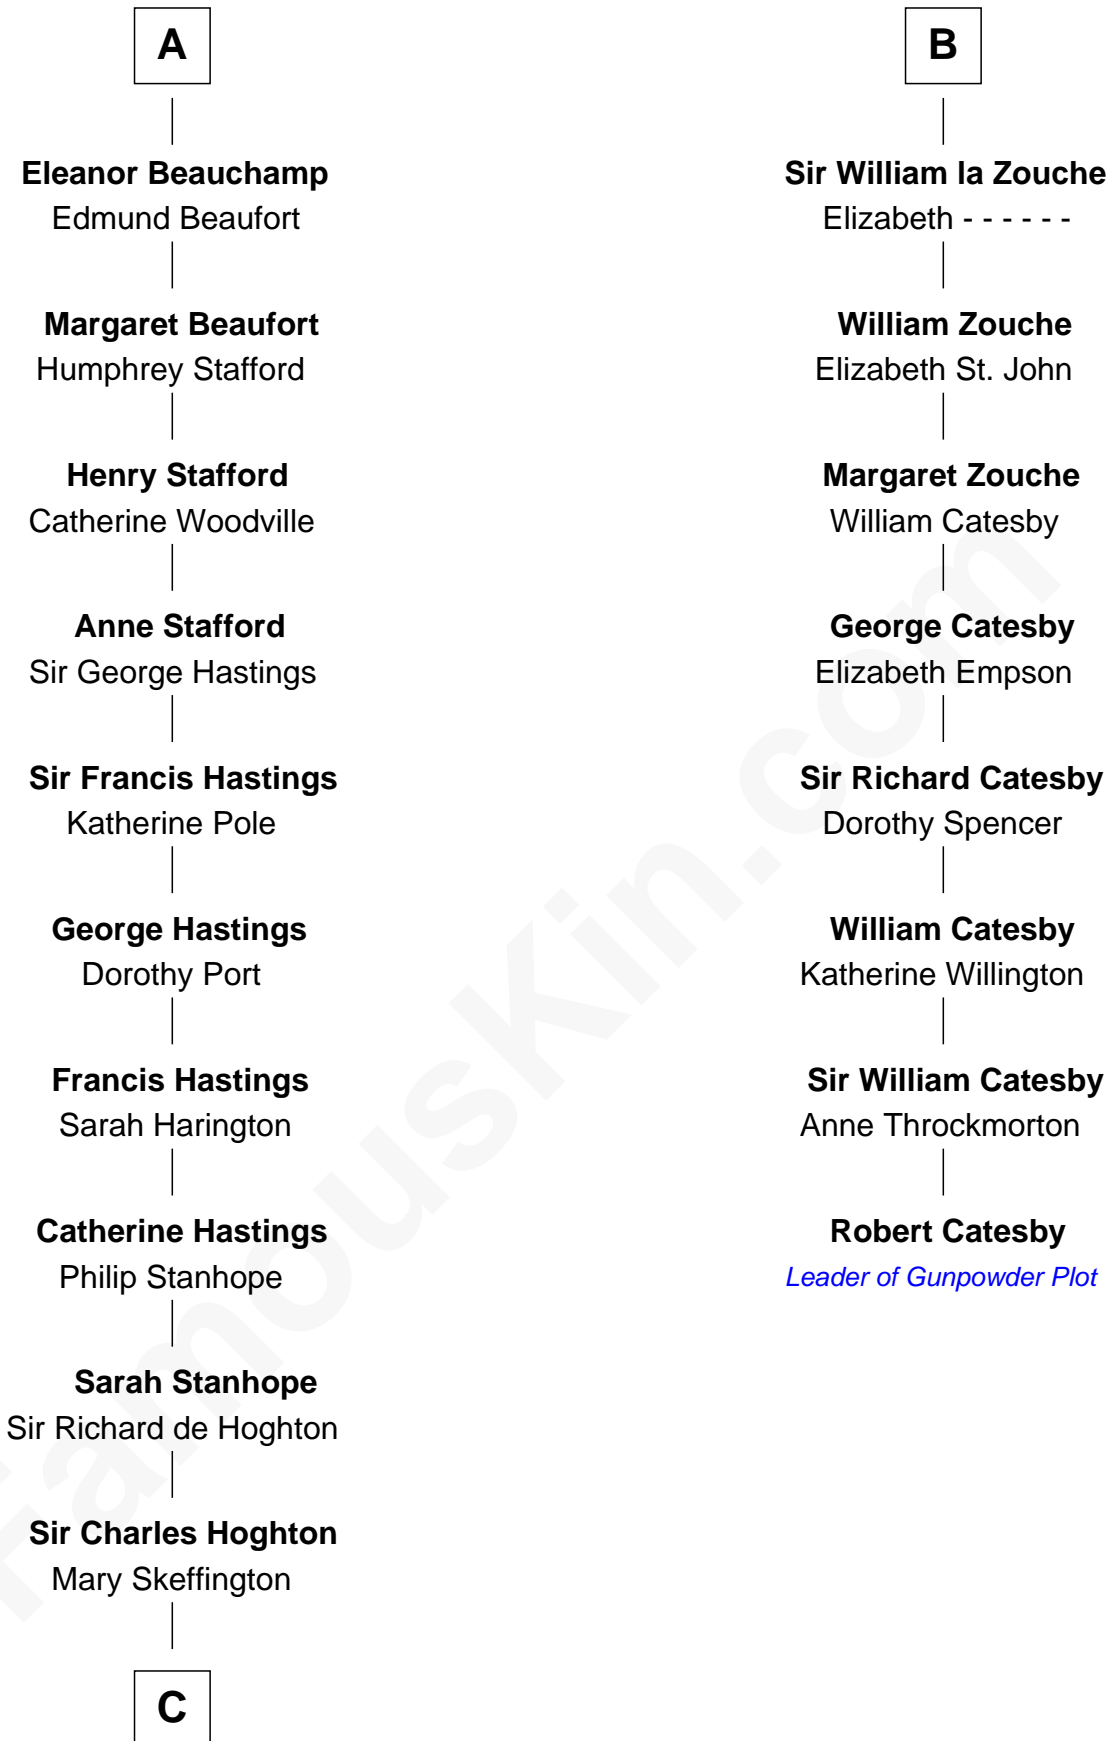 A
Eleanor Beauchamp
Edmund Beaufort
Margaret Beaufort
Humphrey Stafford
Henry Stafford
Catherine Woodville
Anne Stafford
Sir George Hastings
Sir Francis Hastings
Katherine Pole
George Hastings
Dorothy Port
Francis Hastings
Sarah Harington
Catherine Hastings
Philip Stanhope
Sarah Stanhope
Sir Richard de Hoghton
Sir Charles Hoghton
Mary Skeffington
C
B
Sir William la Zouche
Elizabeth - - - - - -
William Zouche
Elizabeth St. John
Margaret Zouche
William Catesby
George Catesby
Elizabeth Empson
Sir Richard Catesby
Dorothy Spencer
William Catesby
Katherine Willington
Sir William Catesby
Anne Throckmorton
Robert Catesby
Leader of Gunpowder Plot
FamousKin.com